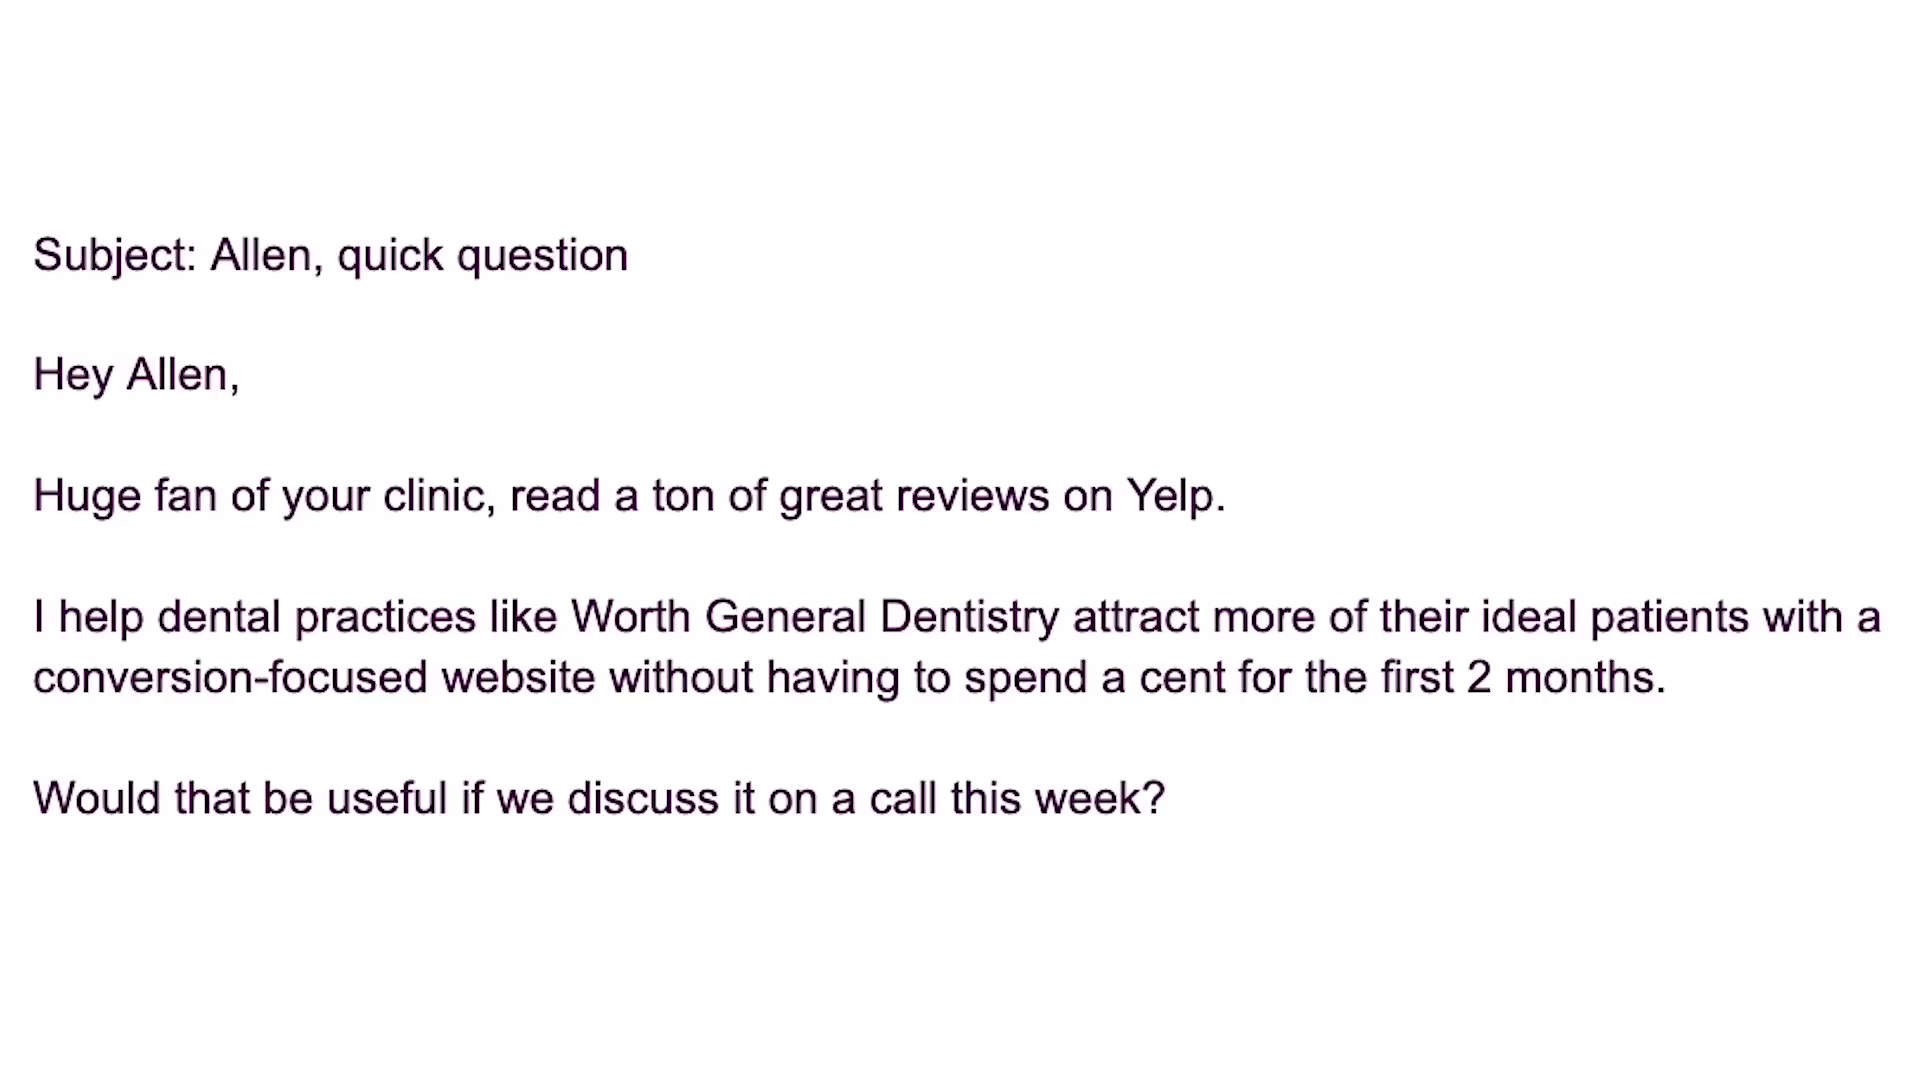 Subject: Allen, quick question
Hey Allen,
Huge fan of your clinic, read a ton of great reviews on Yelp.
I help dental practices like Worth General Dentistry attract more of their ideal patients with a
conversion-focused website without having to spend a cent for the first 2 months.
Would that be useful if we discuss it on a call this week?